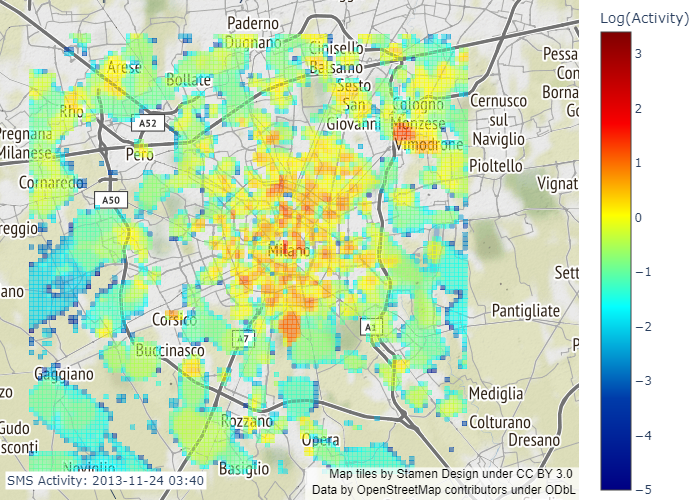 Log(Activity)
3
2
1
0
−1
−2
−3
−4
−5
Paderno
Dugnano
Cinisello
Balsamo
Pessa
Con
Borna
Go
Arese
Bollate
Sesto
San
Giovanni
Cologno
Monzese
Cernusco
sul
Naviglio
Rho
A52
Pregnana
Milanese
Pero
Vimodrone
Pioltello
Cornaredo
A50
Vignat
reggio
Milano
Sett
ano
Pantigliate
Corsico
A1
A7
Buccinasco
P
Gaggiano
zo
Mediglia
Gudo
sconti
Rozzano
Colturano
Opera
Dresano
Noviglio
Basiglio
SMS Activity: 2013-11-24 03:40
Map tiles by Stamen Design under CC BY 3.0
Data by OpenStreetMap contributors under ODbL